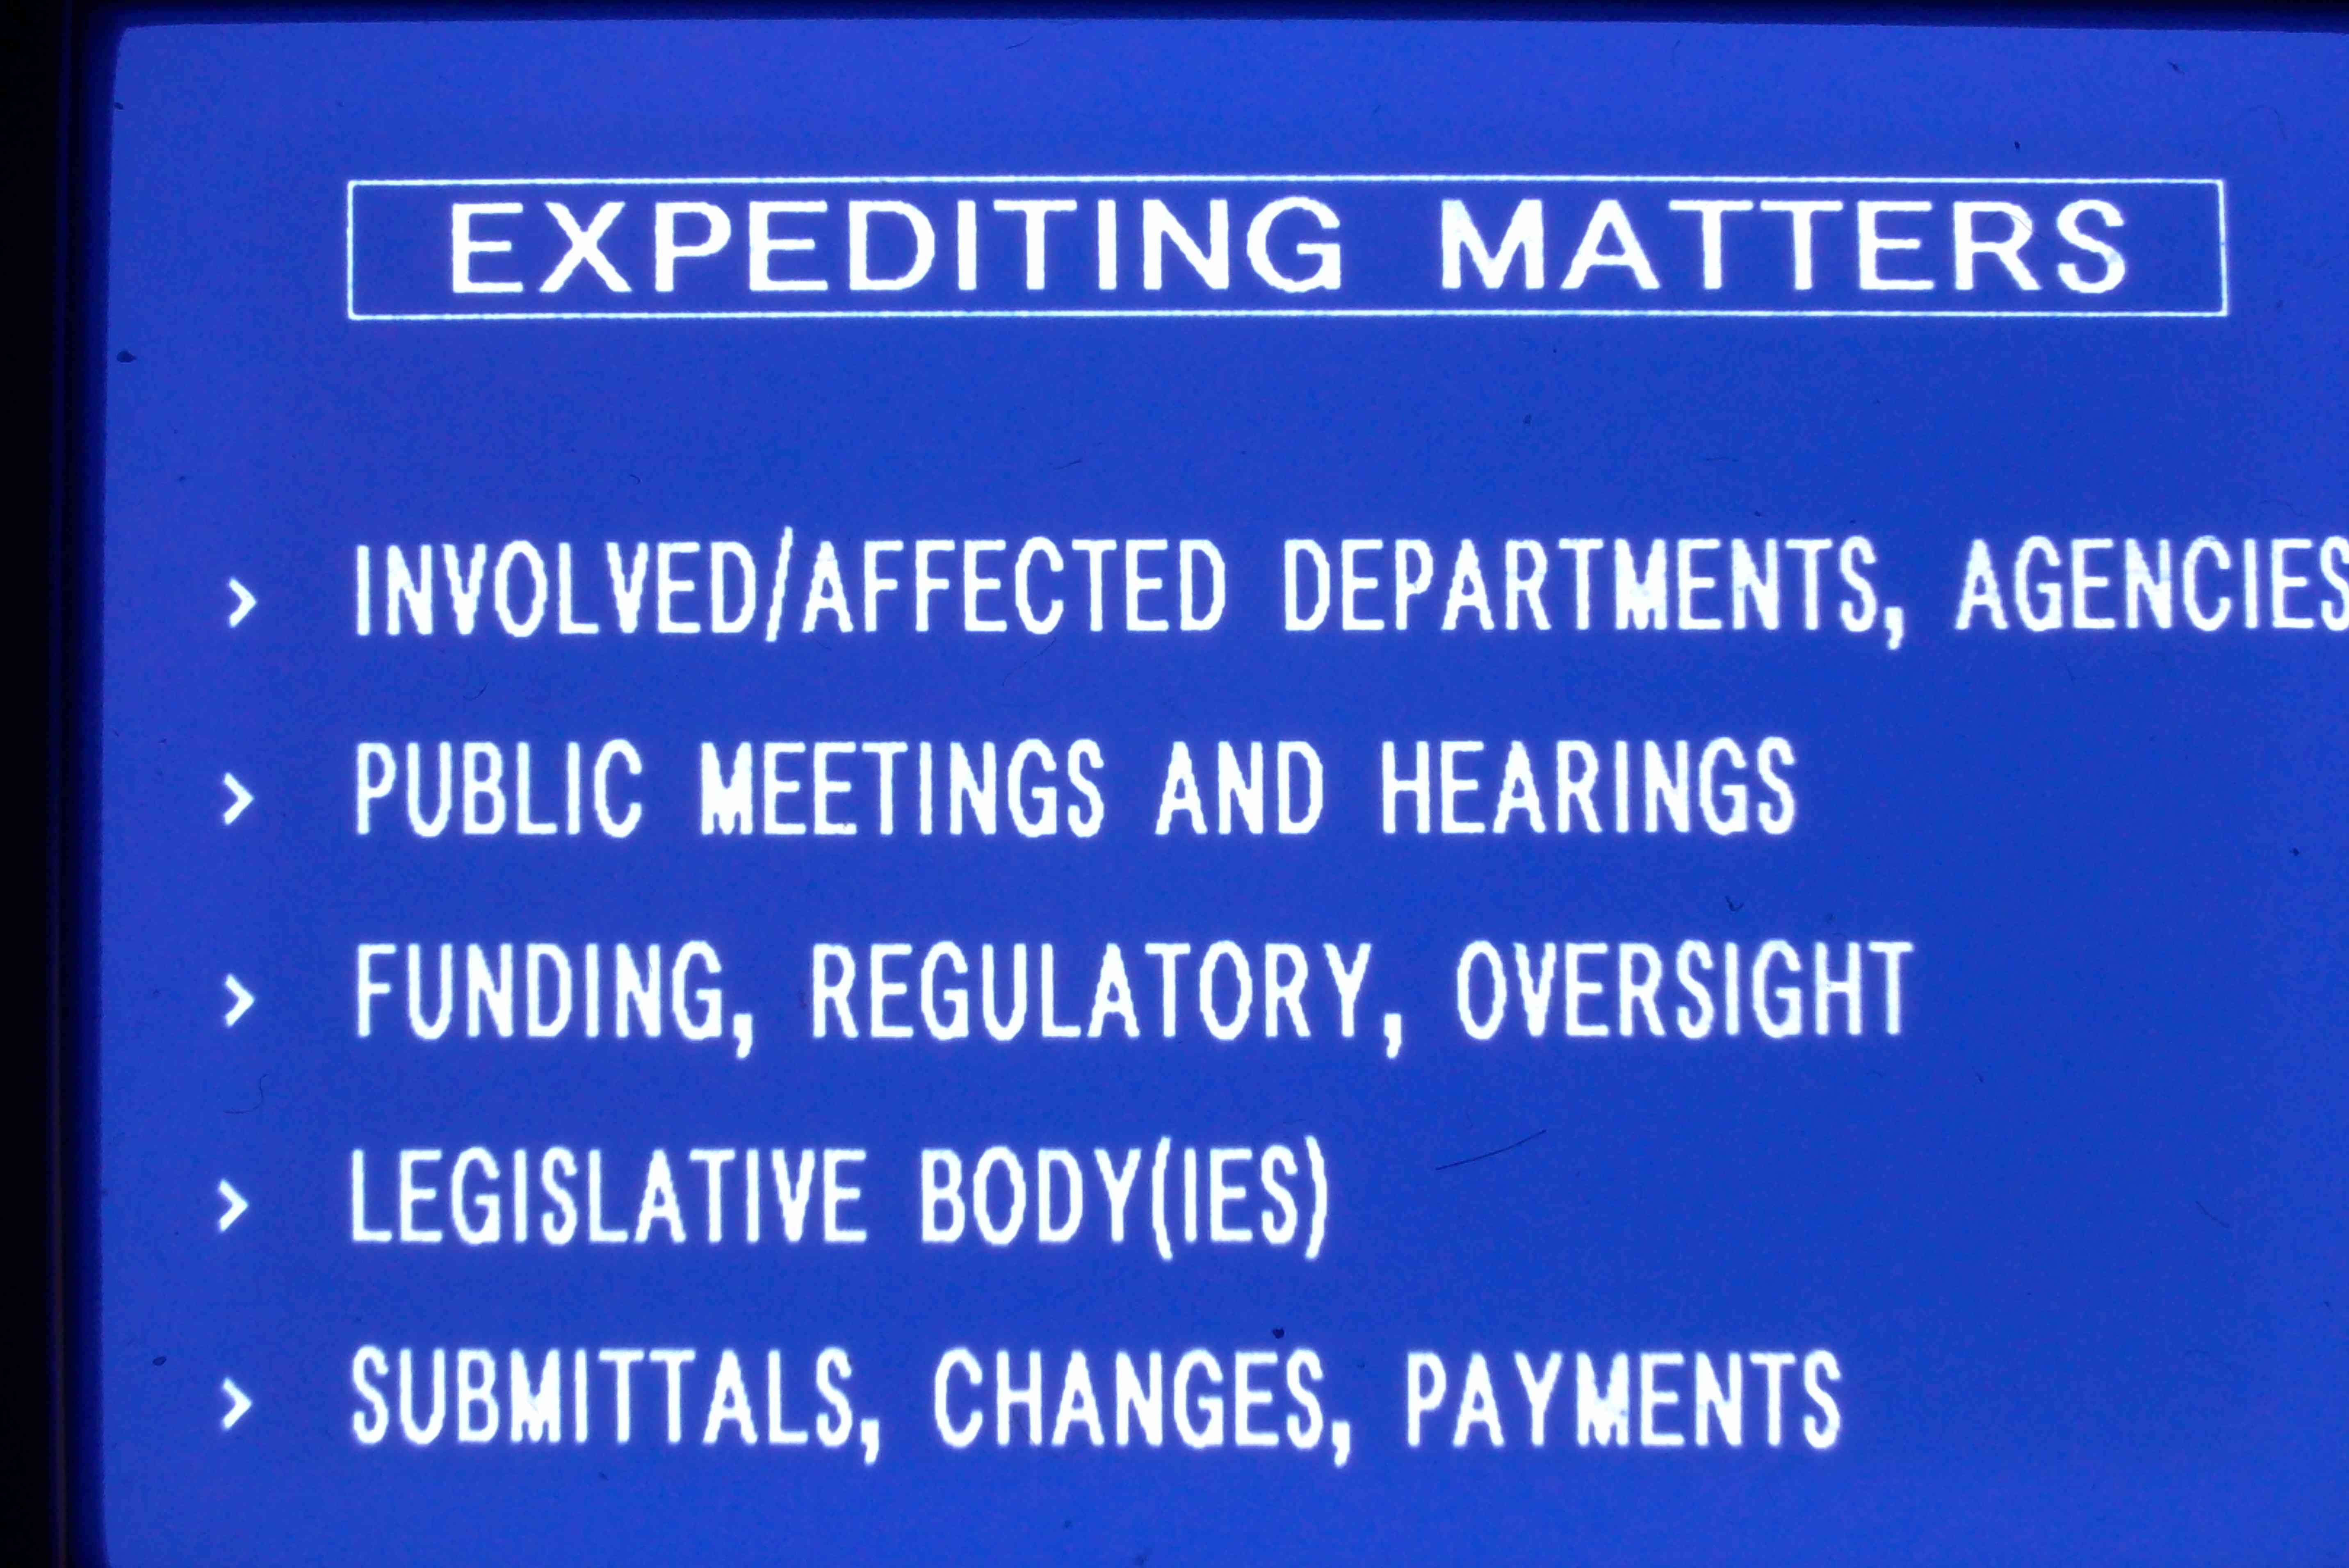 EXPEDITING MATTERS
> INVOLVED/AFFECTED DEPARTMENTS, AGENCIES
> PUBLIC MEETINGS AND HEARINGS
> FUNDING, REGULATORY, OVERSIGHT
> LEGISLATIVE BODY(IES)
> SUBMITTALS, CHANGES, PAYMENTS